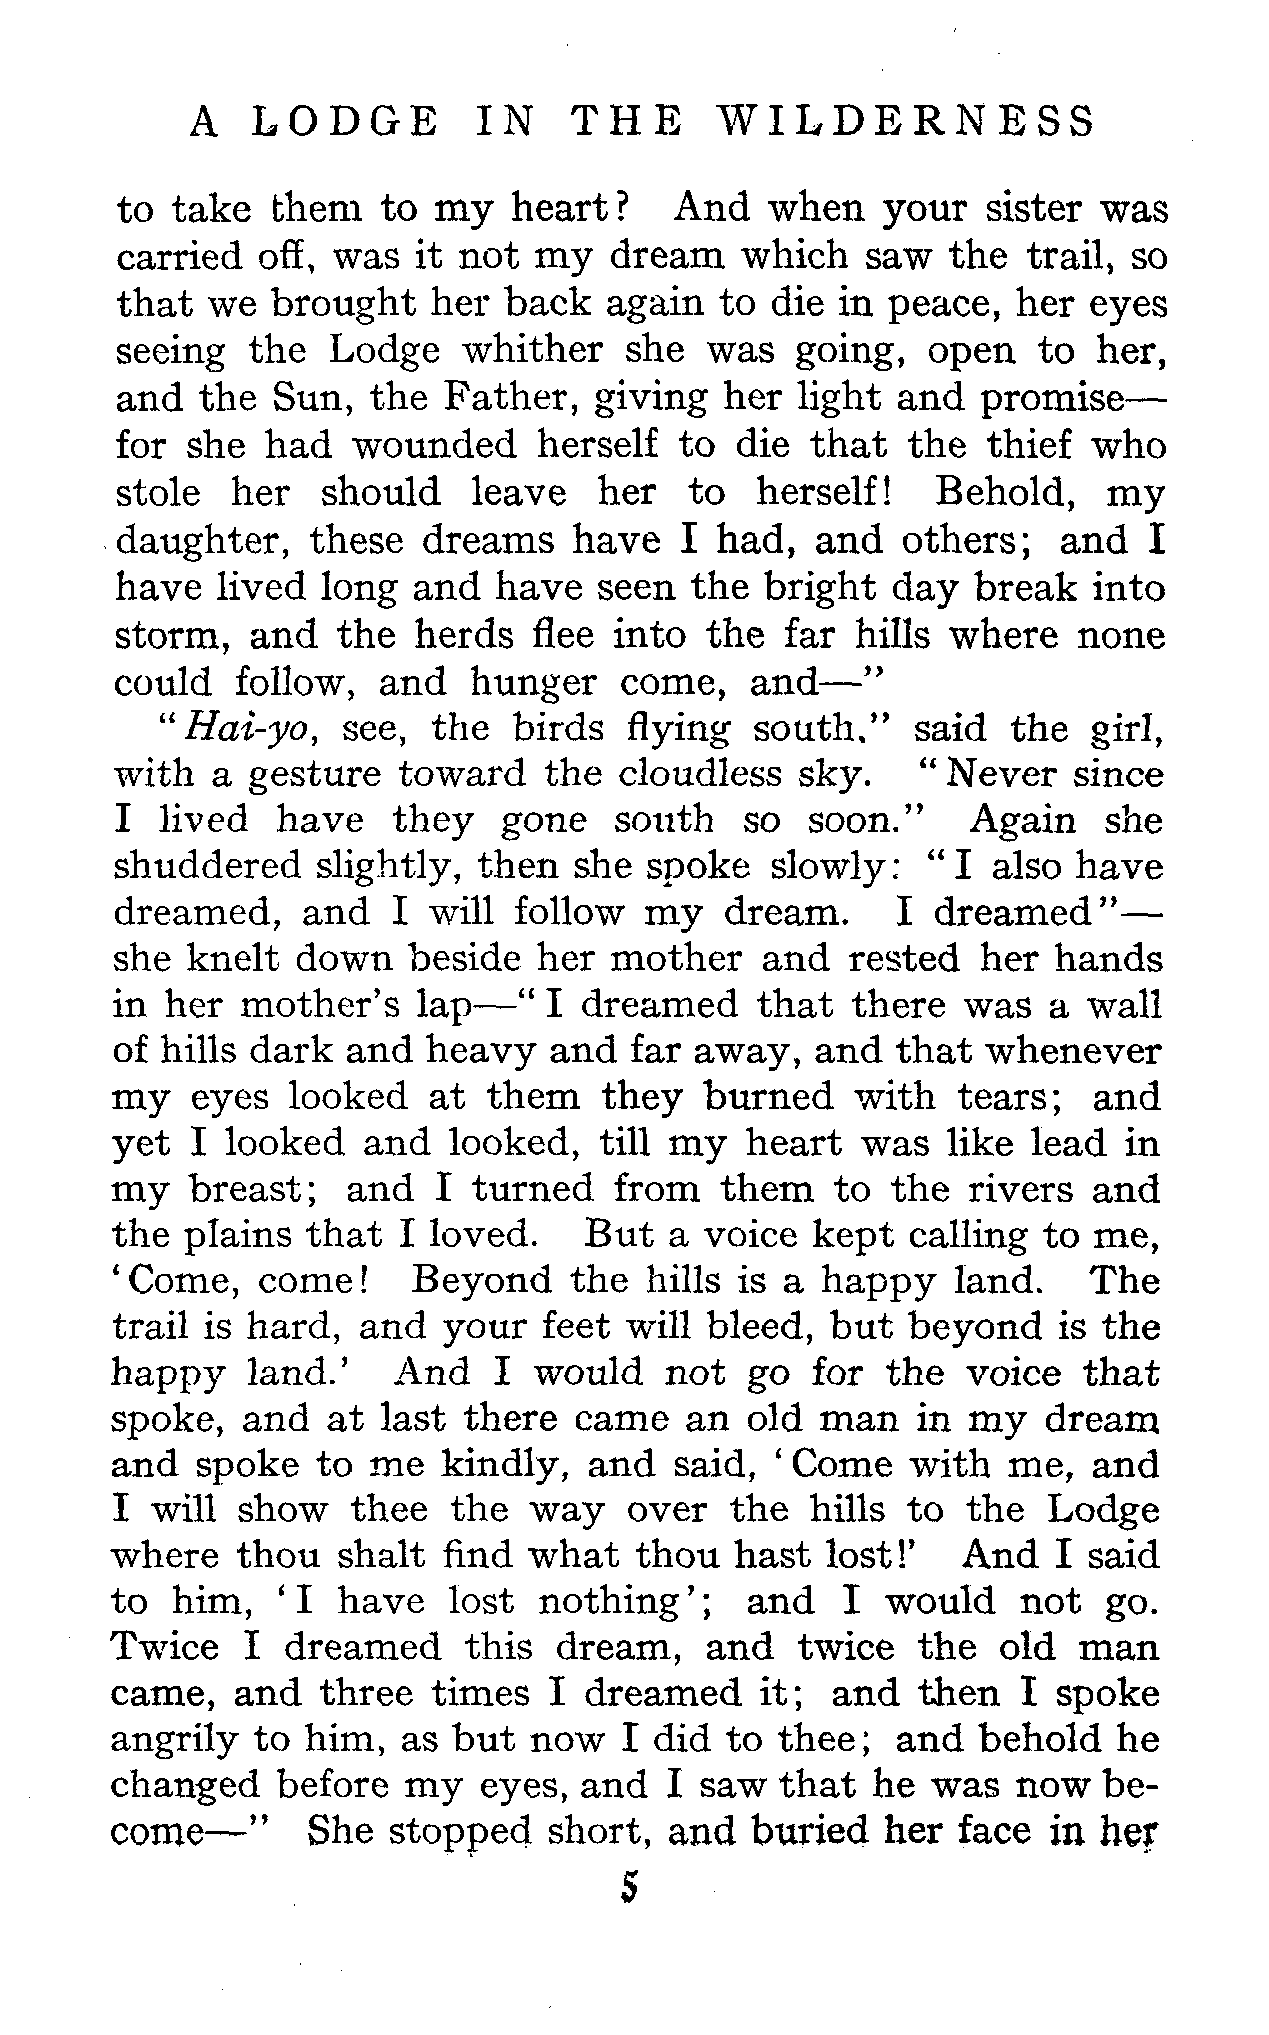 A LODGE IN THE WILDERNESS
to take them to my heart? And when your sister was
carried off, was it not my dream which saw the trail, so
that we brought her back again to die in peace, her eyes
seeing the Lodge whither she was going, open to her,
and the Sun, the Father, giving her light and promise—
for she had wounded herself to die that the thief who
stole her should leave her to herself! Behold, my
daughter, these dreams have I had, and others; and I
have lived long and have seen the bright day break into
storm, and the herds flee into the far hills where none
could follow, and hunger come, and—"
"Hai-yo, see, the birds flying south," said the girl,
with a gesture toward the cloudless sky. "Never since
I lived have they gone south so soon." Again she
shuddered slightly, then she spoke slowly: "I also have
dreamed, and I will follow my dream. I dreamed"—
she knelt down beside her mother and rested her hands
in her mother's lap—"I dreamed that there was a wall
of hills dark and heavy and far away, and that whenever
my eyes looked at them they burned with tears; and
yet I looked and looked, till my heart was like lead in
my breast; and I turned from them to the rivers and
the plains that I loved. But a voice kept calling to me,
'Come, come! Beyond the hills is a happy land. The
trail is hard, and your feet will bleed, but beyond is the
happy land.' And I would not go for the voice that
spoke, and at last there came an old man in my dream
and spoke to me kindly, and said, 'Come with me, and
I will show thee the way over the hills to the Lodge
where thou shalt find what thou hast lost!' And I said
to him, 'I have lost nothing'; and I would not go.
Twice I dreamed this dream, and twice the old man
came, and three times I dreamed it; and then I spoke
angrily to him, as but now I did to thee; and behold he
changed before my eyes, and I saw that he was now be-
come—" She stopped short, and buried her face in her
5